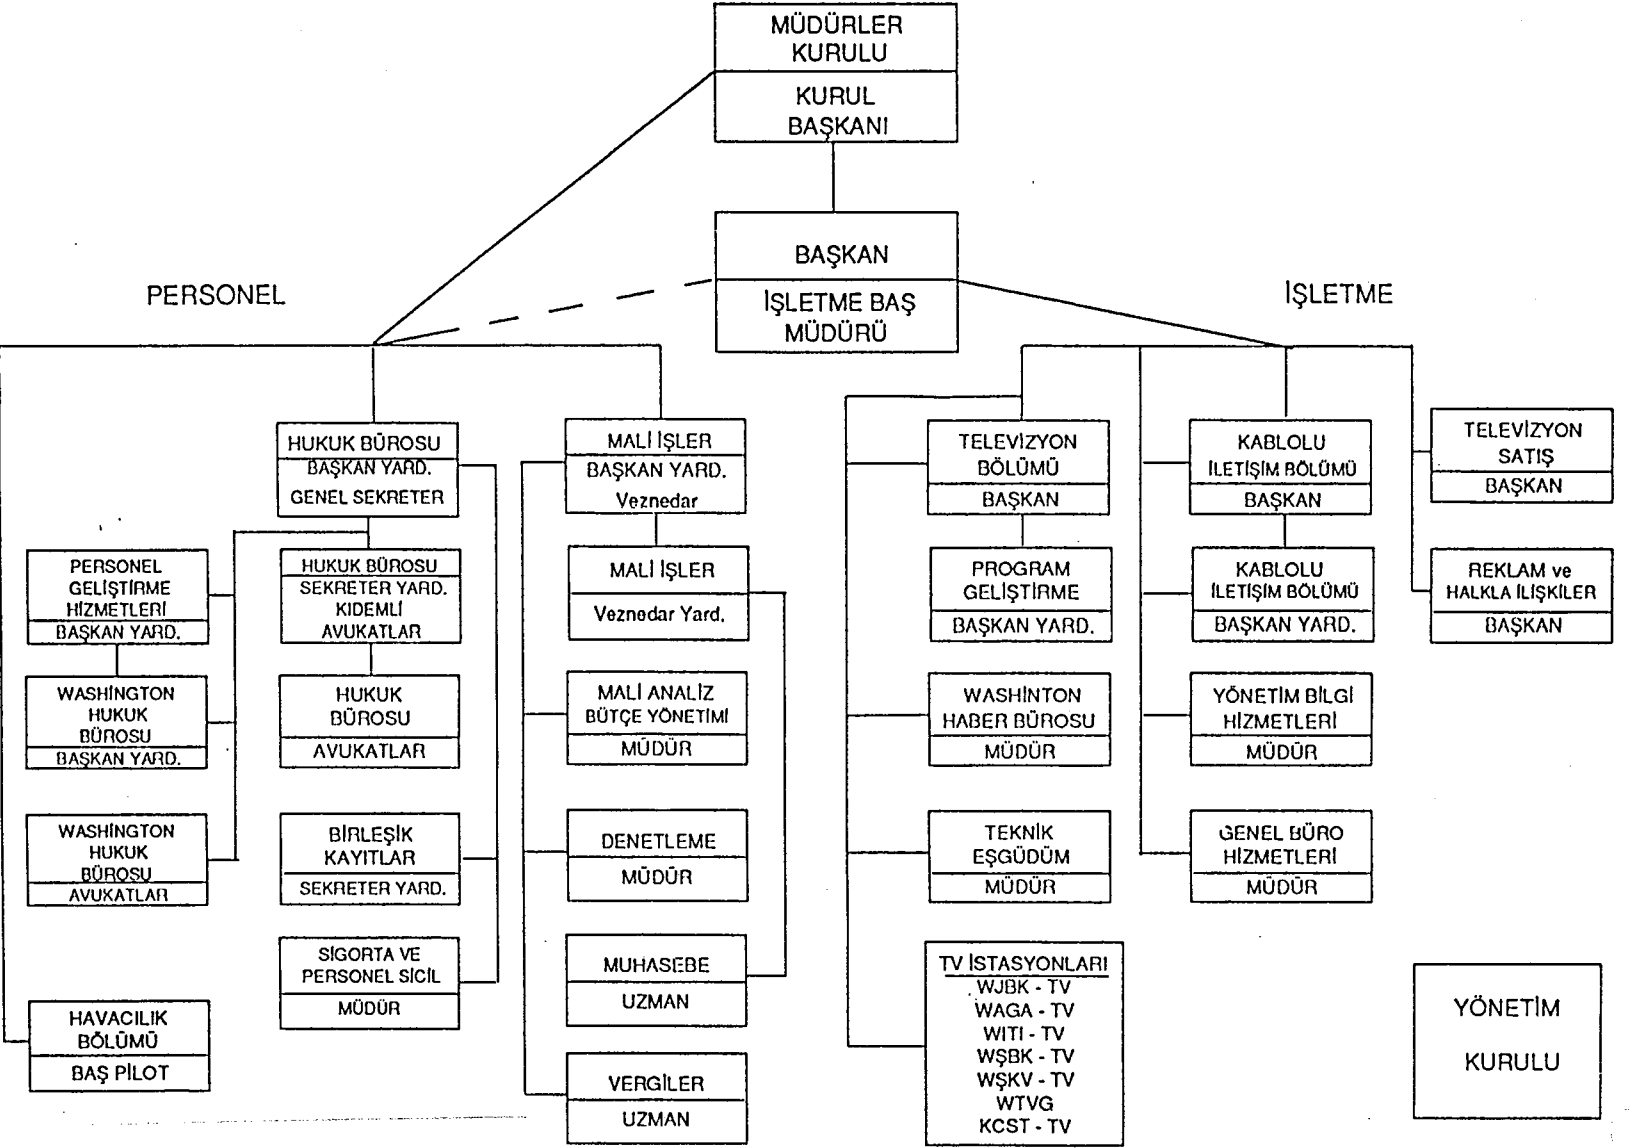 MÜDÜRLER
KURULU
KURUL
BAŞKANI
BAŞKAN
İŞLETME BAŞ
MÜDÜRÜ
PERSONEL
İŞLETME
HUKUK BÜROSU
BAŞKAN YARD.
GENEL SEKRETER
MALİ İŞLER
BAŞKAN YARD.
Veznedar
TELEVİZYON
BÖLÜMÜ
BAŞKAN
KABLOLU
İLETİŞİM BÖLÜMÜ
BAŞKAN
TELEVİZYON
SATIŞ
BAŞKAN
PERSONEL
GELİŞTİRME
HİZMETLERİ
BAŞKAN YARD.
HUKUK BÜROSU
SEKRETER YARD.
KIDEMLİ
AVUKATLAR
MALİ İŞLER
Veznedar Yard.
PROGRAM
GELİŞTİRME
BAŞKAN YARD.
KABLOLU
İLETİŞİM BÖLÜMÜ
BAŞKAN YARD.
REKLAM ve
HALKLA İLİŞKİLER
BAŞKAN
WASHİNGTON
HUKUK
BÜROSU
BAŞKAN YARD.
HUKUK
BÜROSU
AVUKATLAR
MALİ ANALİZ
BÜTÇE YÖNETİMİ
MÜDÜR
WASHİNTON
HABER BÜROSU
MÜDÜR
YÖNETİM BİLGİ
HİZMETLERİ
MÜDÜR
WASHİNGTON
HUKUK
BÜROSU
AVUKATLAR
BİRLEŞİK
KAYITLAR
SEKRETER YARD.
DENETLEME
MÜDÜR
TEKNİK
EŞGÜDÜM
MÜDÜR
GENEL BÜRO
HİZMETLERİ
MÜDÜR
HAVACILIK
BÖLÜMÜ
BAŞ PİLOT
SİGORTA VE
PERSONEL SİCİL
MÜDÜR
MUHASEBE
UZMAN
VERGİLER
UZMAN
TV İSTASYONLARI
WJBK - TV
WAGA - TV
WITI - TV
WŞBK - TV
WŞKV - TV
WTVG
KCST - TV
YÖNETİM
KURULU